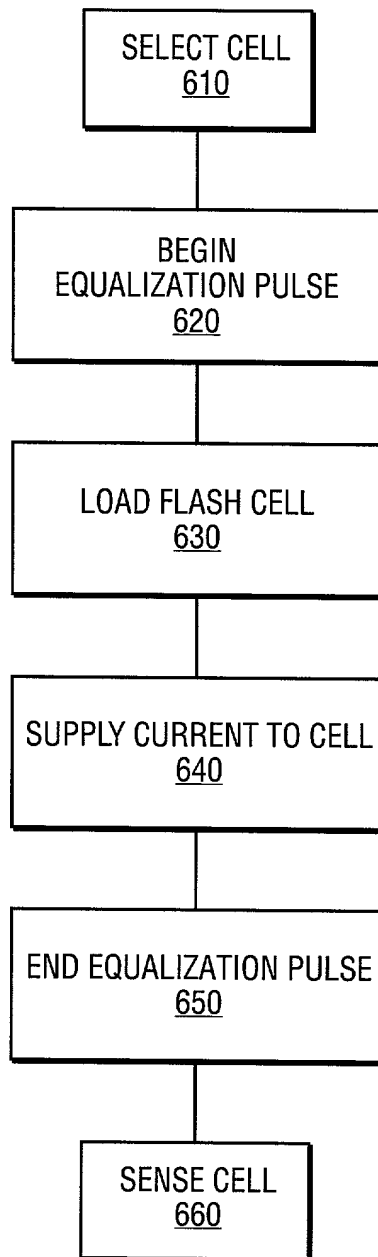 SELECT CELL
610
BEGIN
EQUALIZATION PULSE
620
LOAD FLASH CELL
630
SUPPLY CURRENT TO CELL
640
END EQUALIZATION PULSE
650
SENSE CELL
660